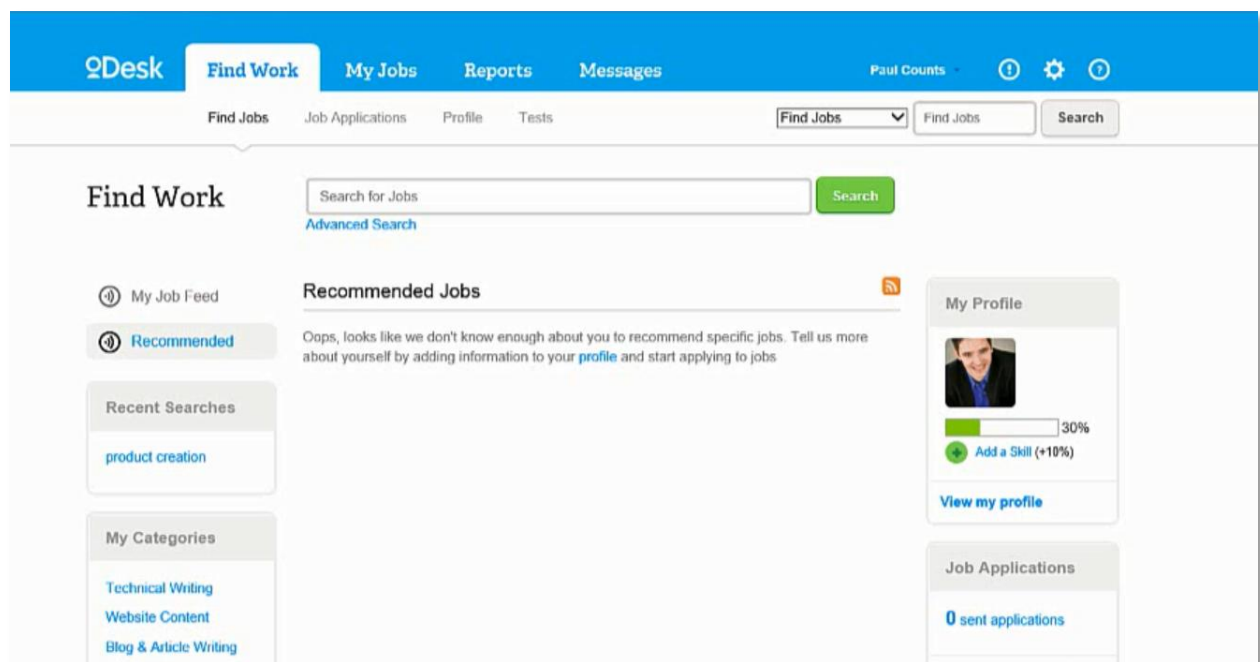 oDesk
Find Work
My Jobs
Reports
Messages
Paul Counts
Find Jobs
Job Applications
Profile
Tests
Find Jobs
Find Jobs
Search
Find Work
Search for Jobs
Search
Advanced Search
My Job Feed
Recommended
Recent Searches
product creation
My Categories
Technical Writing
Website Content
Blog & Article Writing
Recommended Jobs
Oops, looks like we don't know enough about you to recommend specific jobs. Tell us more
about yourself by adding information to your profile and start applying to jobs
My Profile
30%
Add a Skill (+10%)
View my profile
Job Applications
0 sent applications